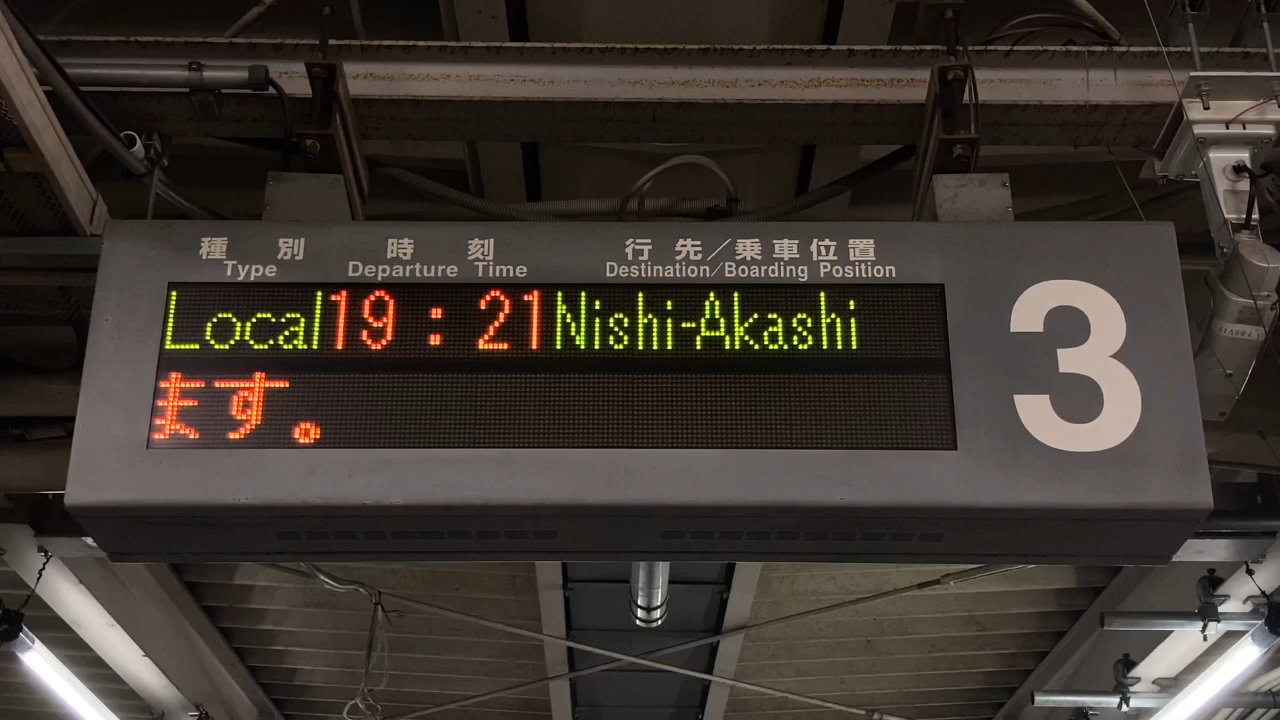 種別 時刻 行先/乗車位置
Type Departure Time Destination/Boarding Position
Local 19:21 Nishi-Akashi
ます。
3